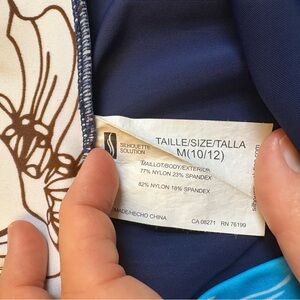 SILHOUETTE
SOLUTION
TAILLE/SIZE/TALLA
M(10/12)
MAILLOT/BODY/EXTERIOR
77% NYLON 23% SPANDEX
82% NYLON 18% SPANDEX
MADE/HECHO CHINA
CA 08271 RN 76199